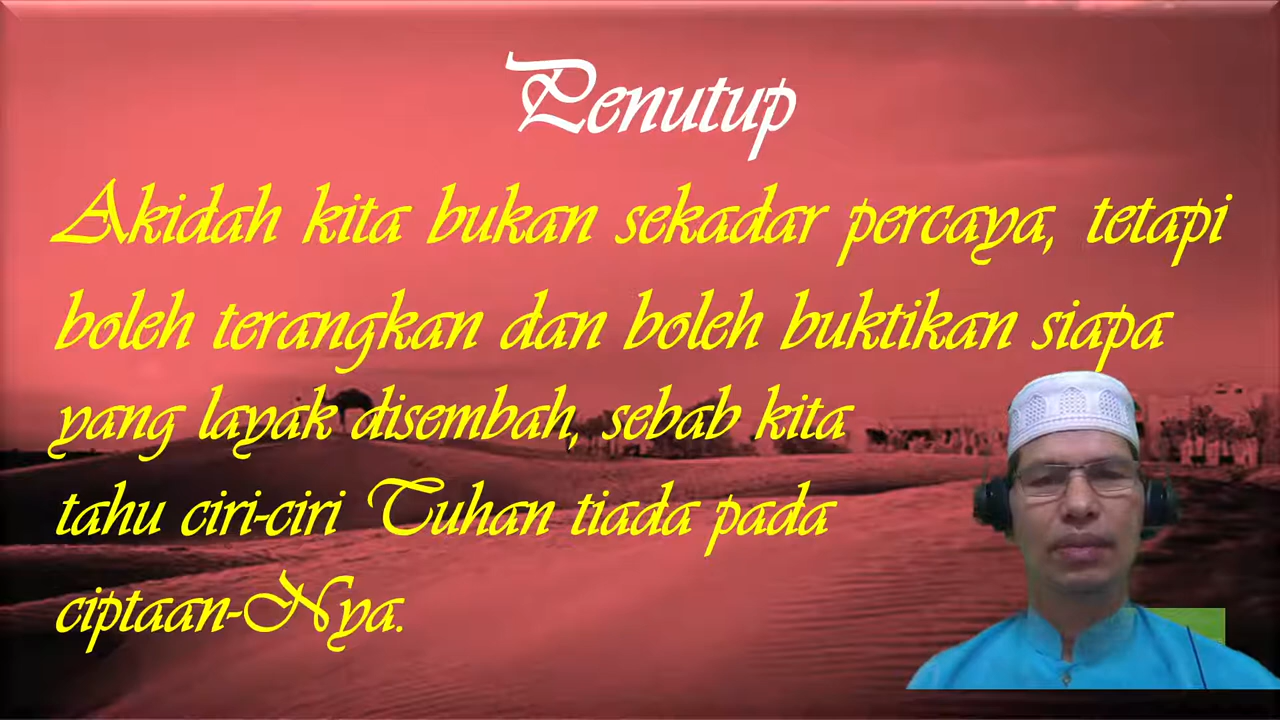 Penutup
Akidah kita bukan sekadar percaya, tetapi
boleh terangkan dan boleh buktikan siapa
yang layak disembah, sebab kita
tahu ciri-ciri Tuhan tiada pada
ciptaan-Nya.